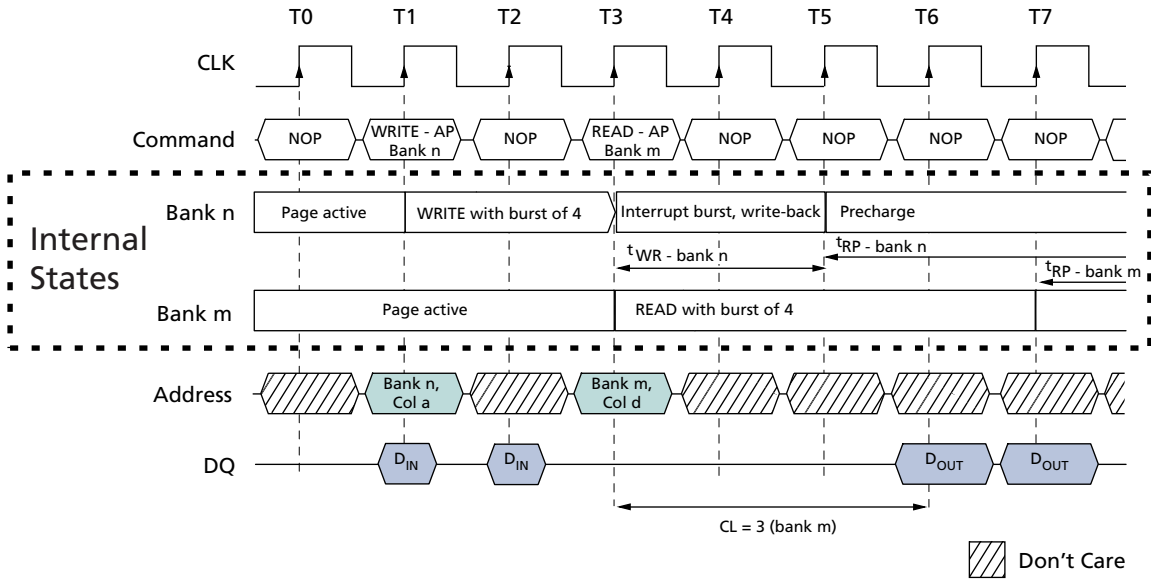 T0 T1 T2 T3 T4 T5 T6 T7
CLK
Command NOP WRITE - AP Bank n NOP READ - AP Bank m NOP NOP NOP NOP
Internal States
Bank n Page active WRITE with burst of 4 Interrupt burst, write-back Precharge
tWR - bank n tRP - bank n
tRP - bank m
Bank m Page active READ with burst of 4
Address Bank n, Col a Bank m, Col d
DQ DIN DIN DOUT DOUT
CL = 3 (bank m)
Don't Care